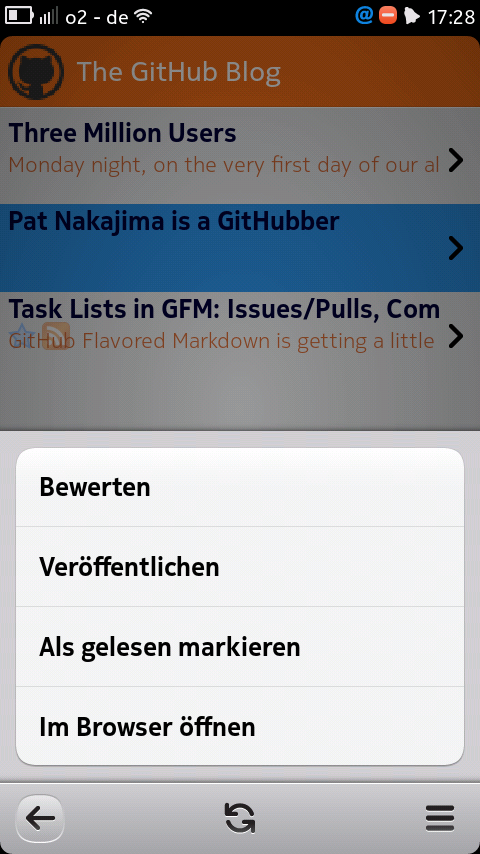 o2 - de
17:28
The GitHub Blog
Three Million Users
Monday night, on the very first day of our al
Pat Nakajima is a GitHubber
Task Lists in GFM: Issues/Pulls, Com
GitHub Flavored Markdown is getting a little
Bewerten
Veröffentlichen
Als gelesen markieren
Im Browser öffnen